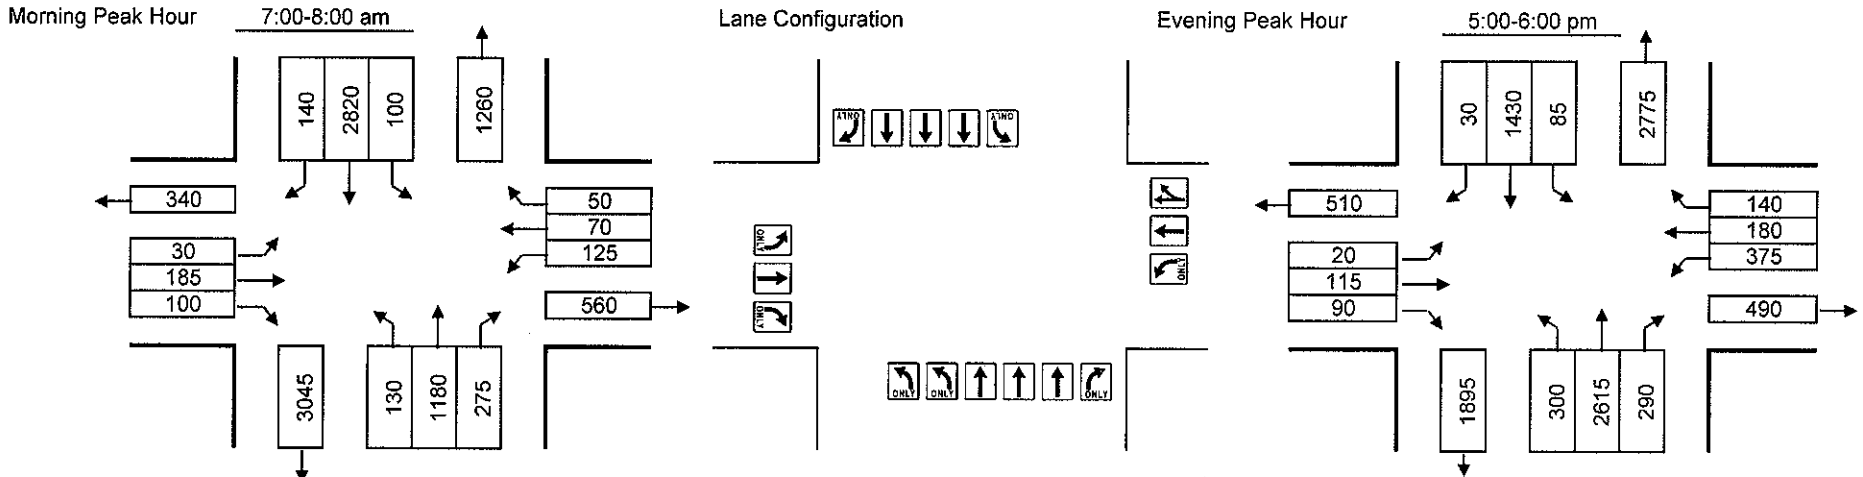 Morning Peak Hour
7:00-8:00 am
140
2820
100
1260
340
30
185
100
50
70
125
560
3045
130
1180
275
Lane Configuration
ONLY
ONLY
ONLY
ONLY
ONLY
ONLY
ONLY
ONLY
Evening Peak Hour
5:00-6:00 pm
30
1430
85
2775
510
20
115
90
140
180
375
490
1895
300
2615
290